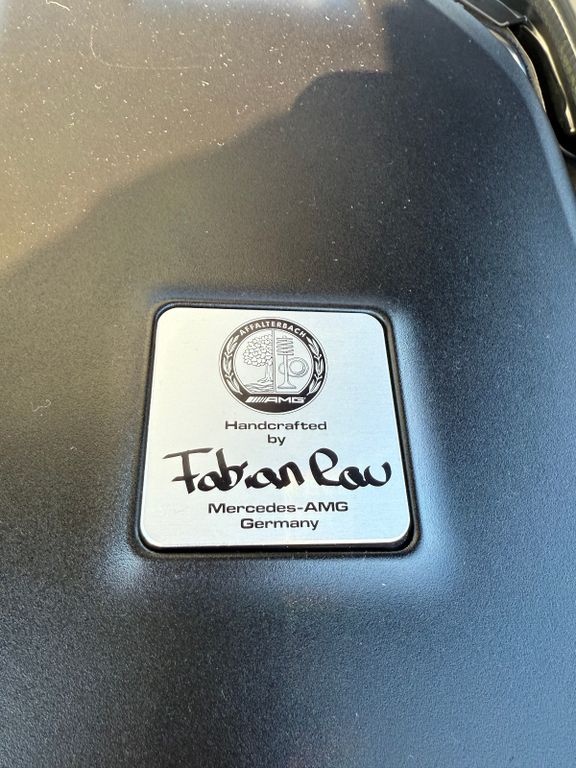 AFFALTERBACH
AMG
Handcrafted
by
Fabian Rau
Mercedes-AMG
Germany